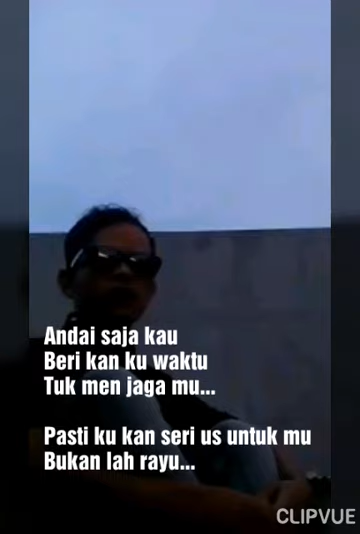 Andai saja kau
Beri kan ku waktu
Tuk men jaga mu...
Pasti ku kan seri us untuk mu
Bukan lah rayu...
CLIPVUE